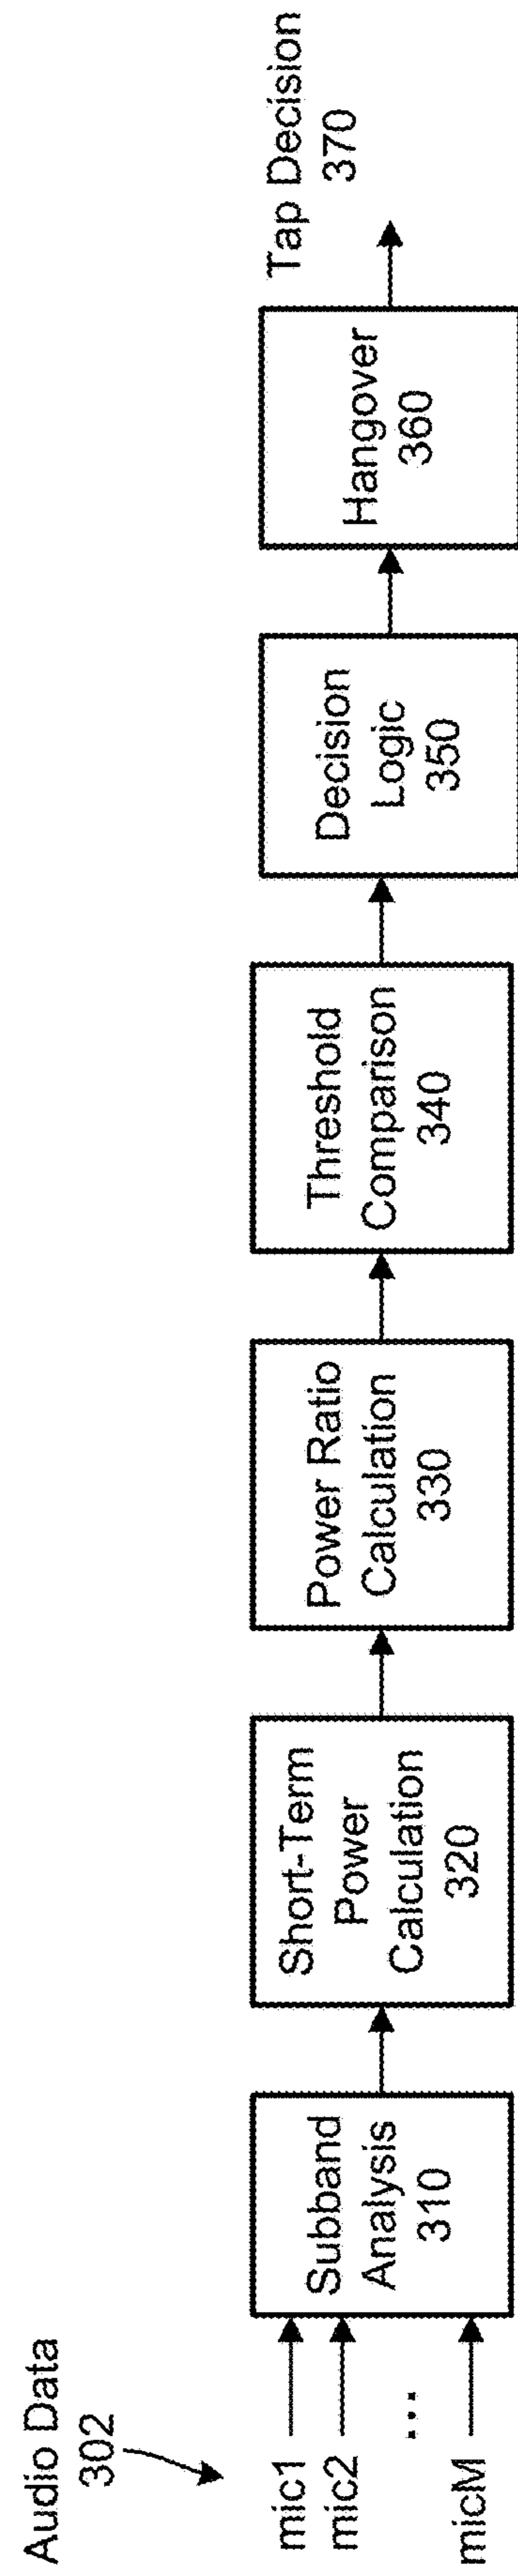 Audio Data
302
mic1
mic2
...
micM
Subband
Analysis
310
Short-Term
Power
Calculation
320
Power Ratio
Calculation
330
Threshold
Comparison
340
Decision
Logic
350
Hangover
360
Tap Decision
370